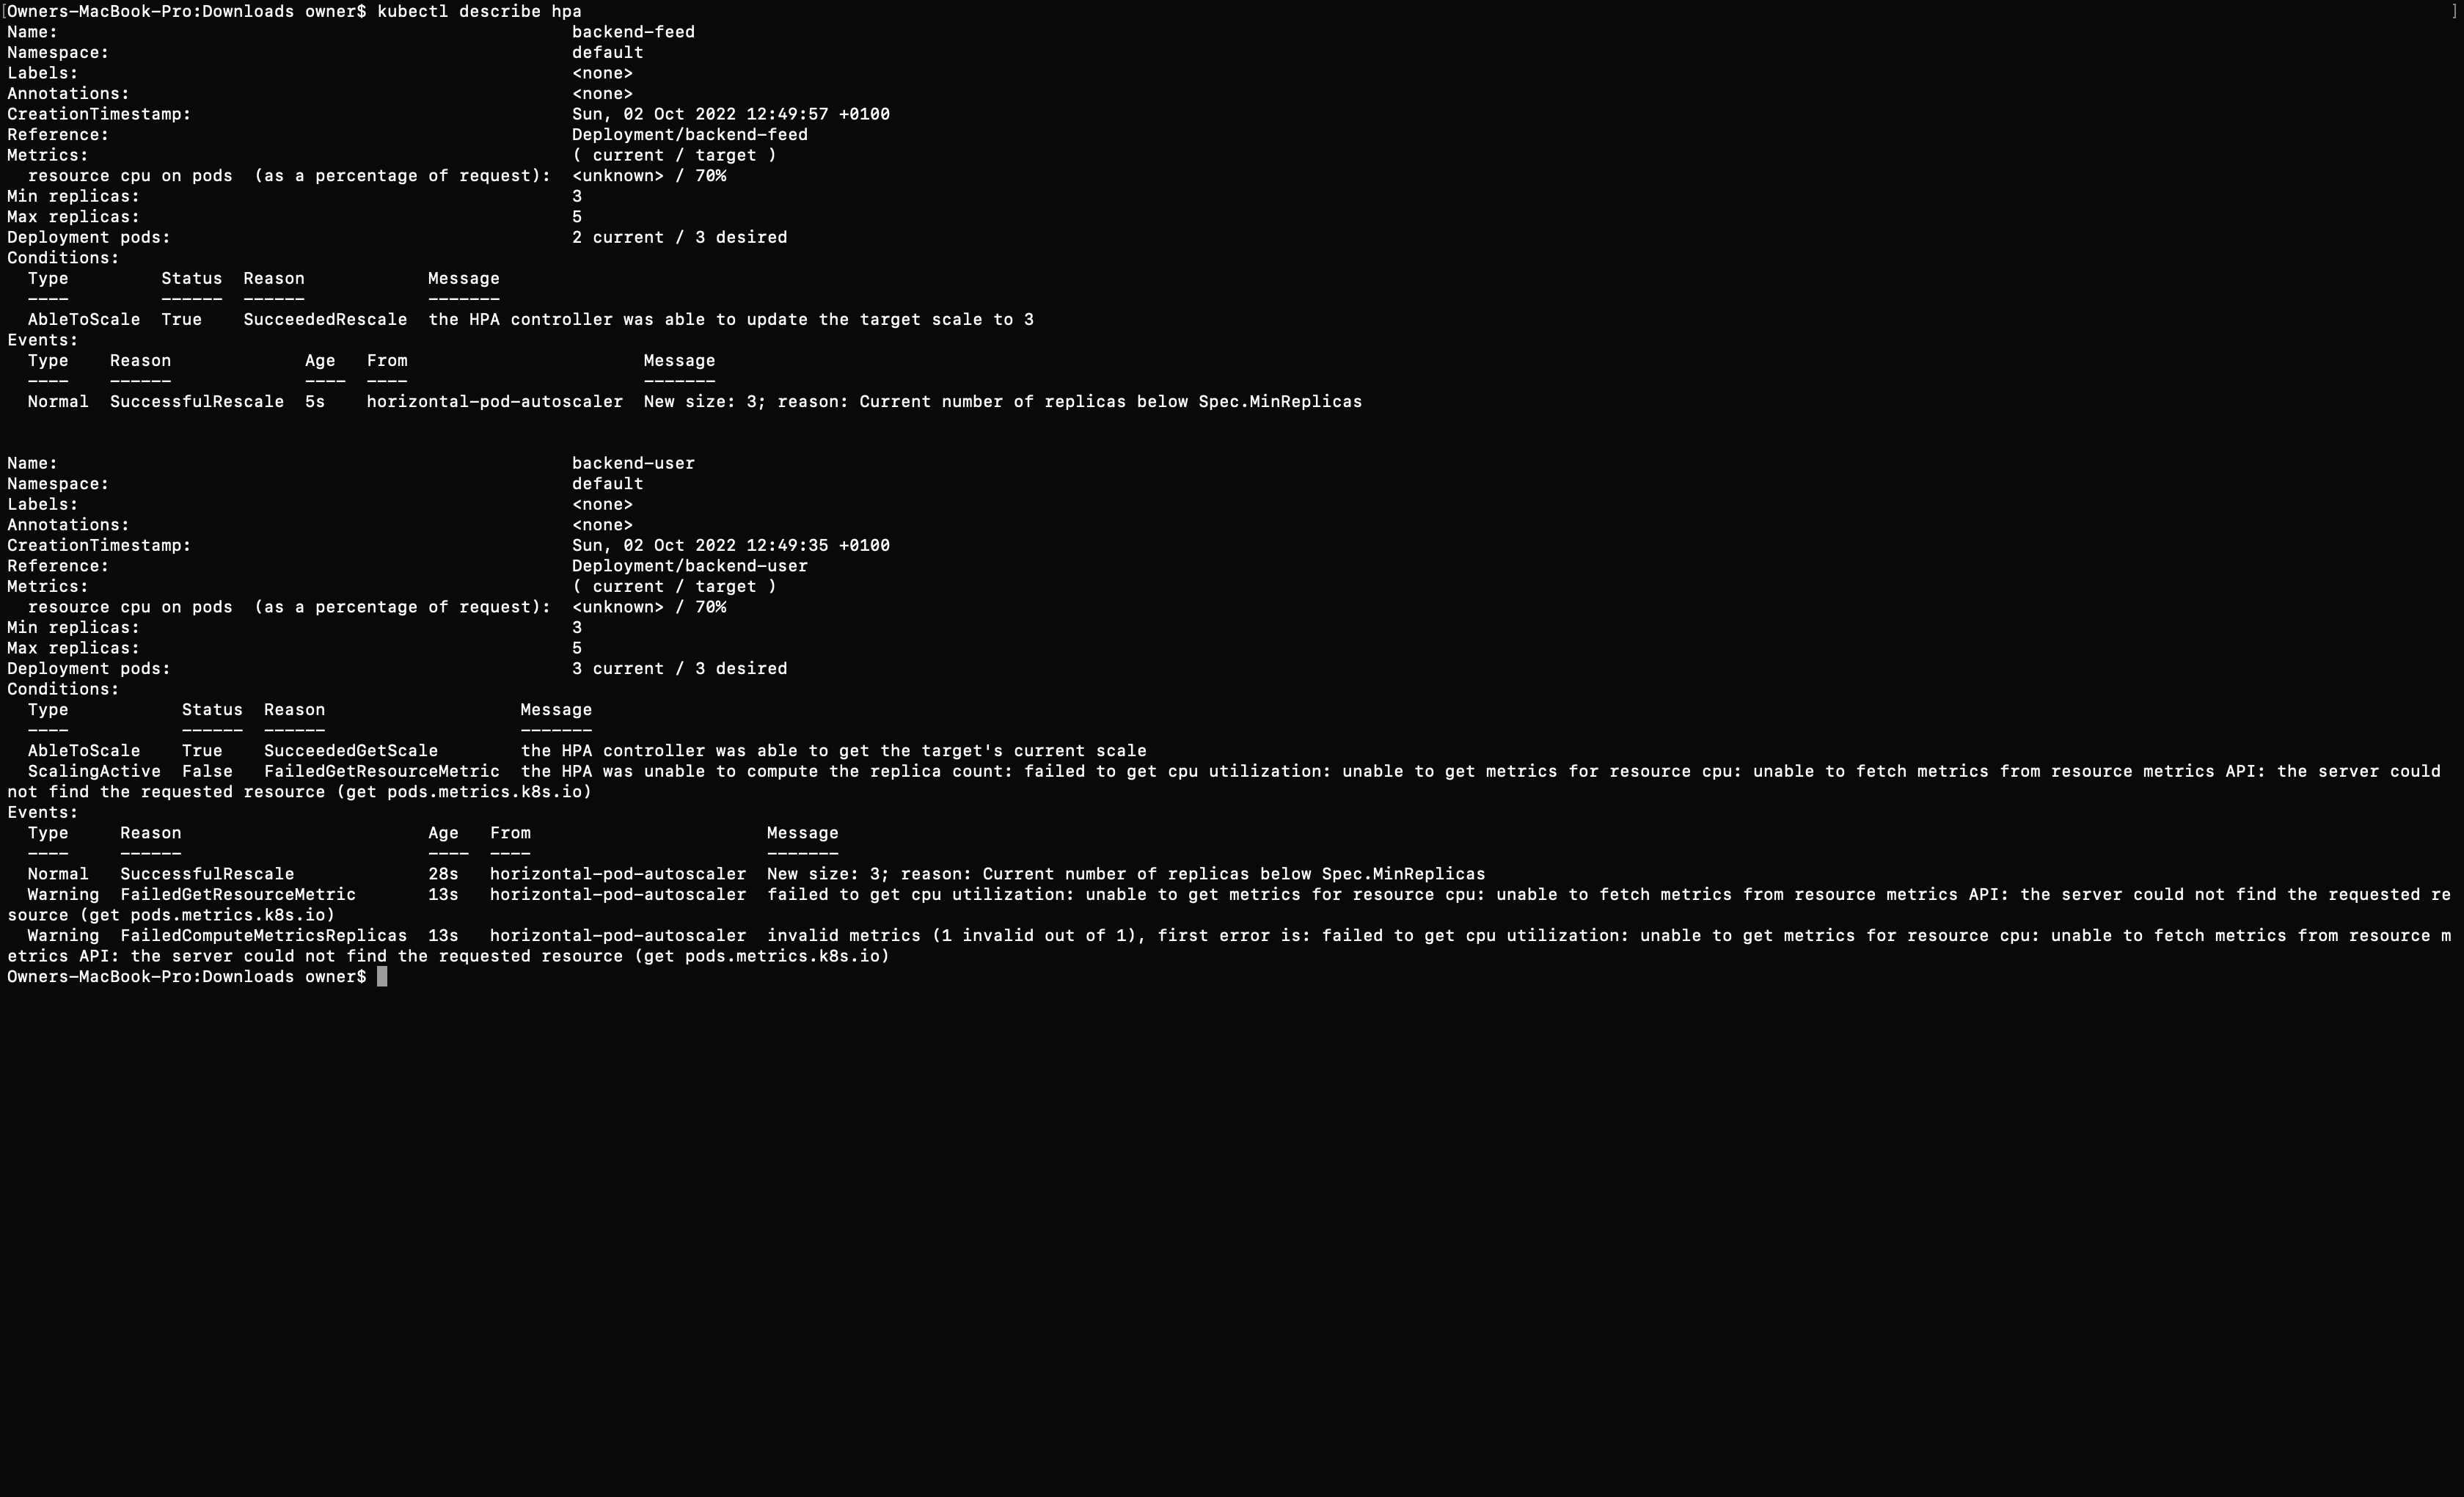 [Owners-MacBook-Pro:Downloads owner$ kubectl describe hpa ]
Name: backend-feed
Namespace: default
Labels: <none>
Annotations: <none>
CreationTimestamp: Sun, 02 Oct 2022 12:49:57 +0100
Reference: Deployment/backend-feed
Metrics: ( current / target )
  resource cpu on pods  (as a percentage of request): <unknown> / 70%
Min replicas: 3
Max replicas: 5
Deployment pods: 2 current / 3 desired
Conditions:
  Type         Status  Reason            Message
  ----         ------  ------            -------
  AbleToScale  True    SucceededRescale  the HPA controller was able to update the target scale to 3
Events:
  Type    Reason             Age   From                       Message
  ----    ------             ----  ----                       -------
  Normal  SuccessfulRescale  5s    horizontal-pod-autoscaler  New size: 3; reason: Current number of replicas below Spec.MinReplicas
Name: backend-user
Namespace: default
Labels: <none>
Annotations: <none>
CreationTimestamp: Sun, 02 Oct 2022 12:49:35 +0100
Reference: Deployment/backend-user
Metrics: ( current / target )
  resource cpu on pods  (as a percentage of request): <unknown> / 70%
Min replicas: 3
Max replicas: 5
Deployment pods: 3 current / 3 desired
Conditions:
  Type           Status  Reason                   Message
  ----           ------  ------                   -------
  AbleToScale    True    SucceededGetScale        the HPA controller was able to get the target's current scale
  ScalingActive  False   FailedGetResourceMetric  the HPA was unable to compute the replica count: failed to get cpu utilization: unable to get metrics for resource cpu: unable to fetch metrics from resource metrics API: the server could
not find the requested resource (get pods.metrics.k8s.io)
Events:
  Type     Reason                        Age   From                       Message
  ----     ------                        ----  ----                       -------
  Normal   SuccessfulRescale             28s   horizontal-pod-autoscaler  New size: 3; reason: Current number of replicas below Spec.MinReplicas
  Warning  FailedGetResourceMetric       13s   horizontal-pod-autoscaler  failed to get cpu utilization: unable to get metrics for resource cpu: unable to fetch metrics from resource metrics API: the server could not find the requested re
source (get pods.metrics.k8s.io)
  Warning  FailedComputeMetricsReplicas  13s   horizontal-pod-autoscaler  invalid metrics (1 invalid out of 1), first error is: failed to get cpu utilization: unable to get metrics for resource cpu: unable to fetch metrics from resource m
etrics API: the server could not find the requested resource (get pods.metrics.k8s.io)
Owners-MacBook-Pro:Downloads owner$